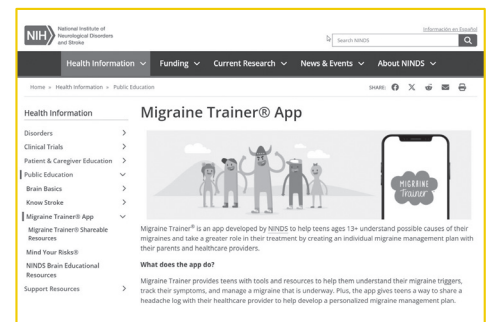 NIH
National Institute of
Neurological Disorders
and Stroke
Información en Español
Search NINDS
Health Information
Funding
Current Research
News & Events
About NINDS
Home » Health Information » Public Education
SHARE:
Health Information
Disorders
Clinical Trials
Patient & Caregiver Education
Public Education
Brain Basics
Know Stroke
Migraine Trainer® App
Migraine Trainer® Shareable
Resources
Mind Your Risks®
NINDS Brain Educational
Resources
Support Resources
Migraine Trainer® App
MIGRAINE
Trainer
Migraine Trainer® is an app developed by NINDS to help teens ages 13+ understand possible causes of their
migraines and take a greater role in their treatment by creating an individual migraine management plan with
their parents and healthcare providers.
What does the app do?
Migraine Trainer provides teens with tools and resources to help them understand their migraine triggers,
track their symptoms, and manage a migraine that is underway. Plus, the app gives teens a way to share a
headache log with their healthcare provider to help develop a personalized migraine management plan.